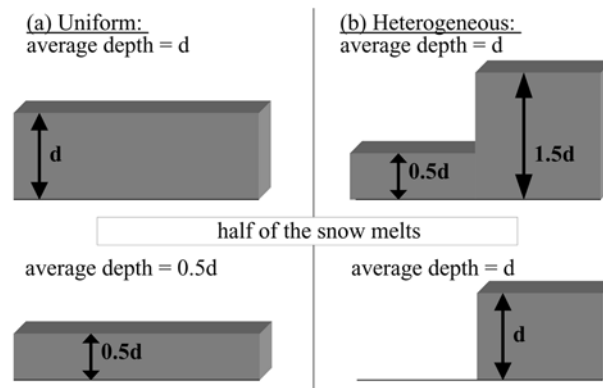 (a) Uniform:
average depth = d
d
(b) Heterogeneous:
average depth = d
0.5d
1.5d
half of the snow melts
average depth = 0.5d
0.5d
average depth = d
d